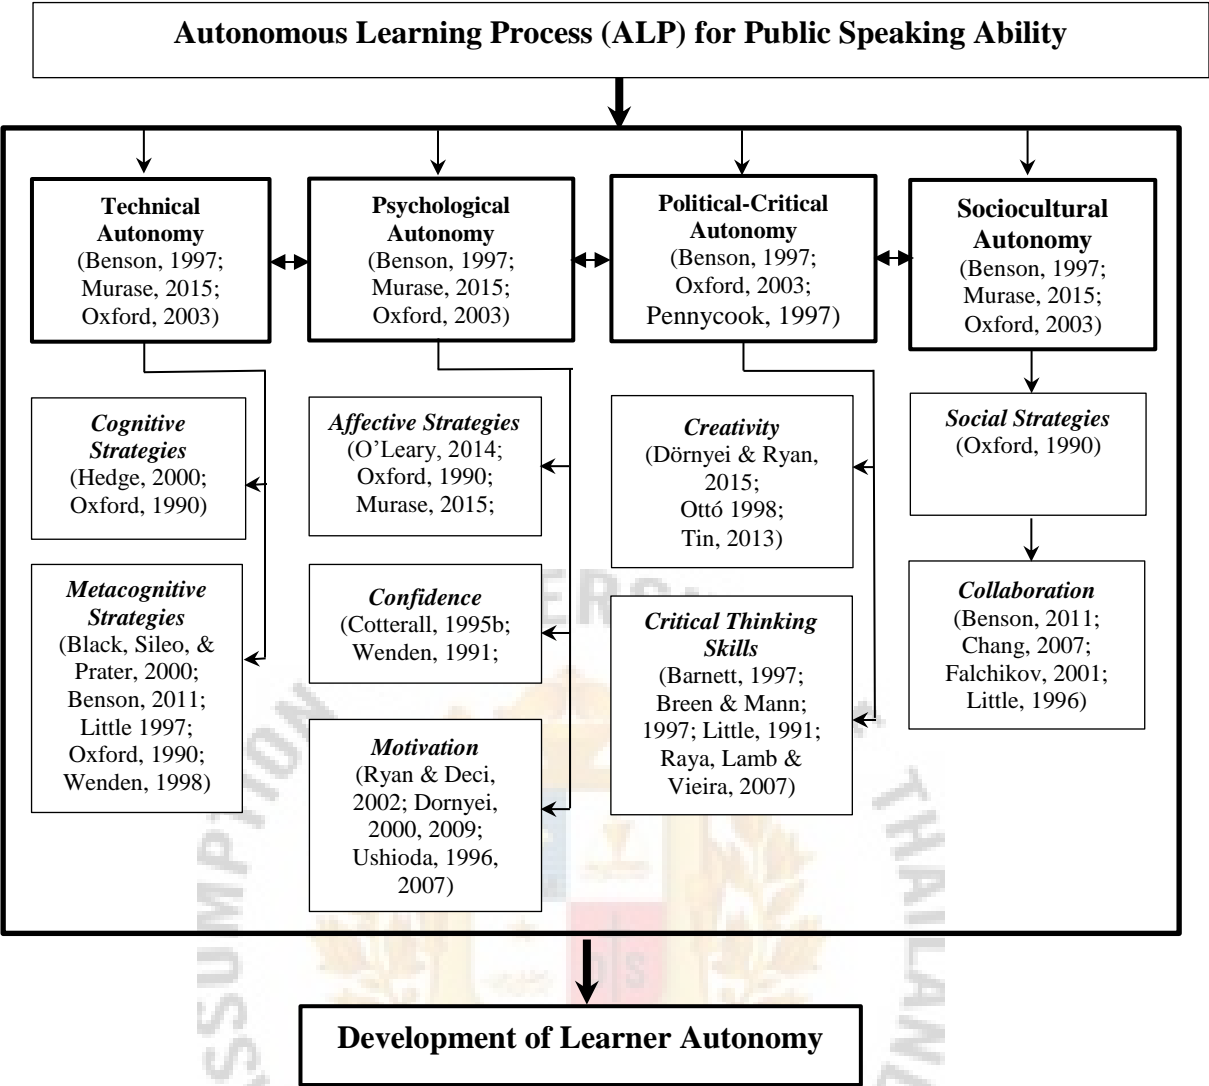 Autonomous Learning Process (ALP) for Public Speaking Ability
Technical
Autonomy
(Benson, 1997;
Murase, 2015;
Oxford, 2003)
Psychological
Autonomy
(Benson, 1997;
Murase, 2015;
Oxford, 2003)
Political-Critical
Autonomy
(Benson, 1997;
Oxford, 2003;
Pennycook, 1997)
Sociocultural
Autonomy
(Benson, 1997;
Murase, 2015;
Oxford, 2003)
Cognitive
Strategies
(Hedge, 2000;
Oxford, 1990)
Metacognitive
Strategies
(Black, Sileo, &
Prater, 2000;
Benson, 2011;
Little 1997;
Oxford, 1990;
Wenden, 1998)
Affective Strategies
(O’Leary, 2014;
Oxford, 1990;
Murase, 2015;
Confidence
(Cotterall, 1995b;
Wenden, 1991;
Motivation
(Ryan & Deci,
2002; Dornyei,
2000, 2009;
Ushioda, 1996,
2007)
Creativity
(Dörnyei & Ryan,
2015;
Ottó 1998;
Tin, 2013)
Critical Thinking
Skills
(Barnett, 1997;
Breen & Mann;
1997; Little, 1991;
Raya, Lamb &
Vieira, 2007)
Social Strategies
(Oxford, 1990)
Collaboration
(Benson, 2011;
Chang, 2007;
Falchikov, 2001;
Little, 1996)
Development of Learner Autonomy